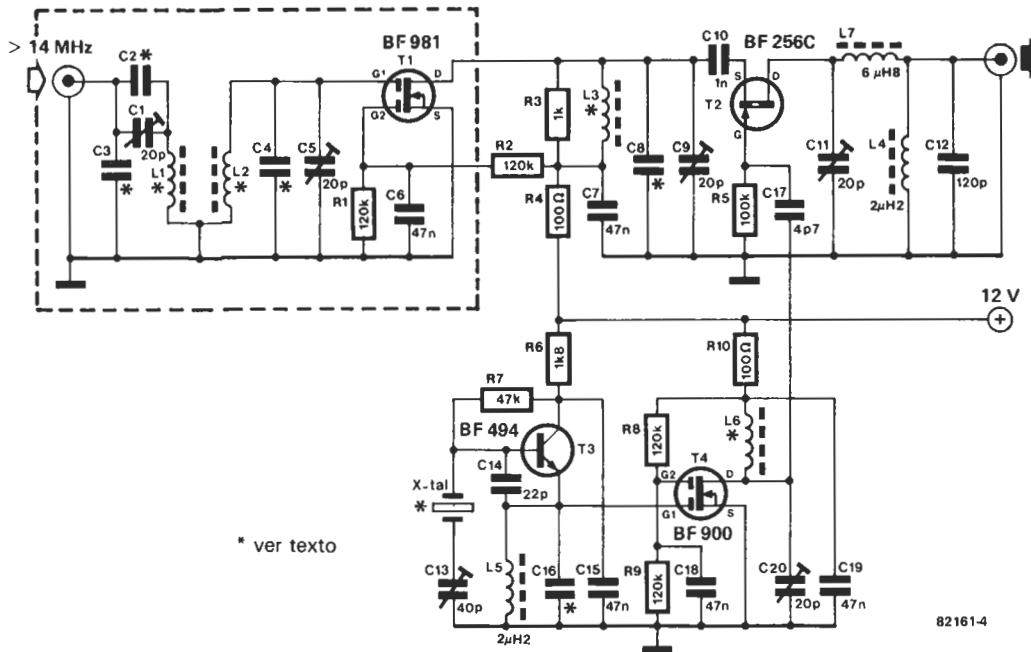 > 14 MHz
C2 *
C1
20p
C3
*
L1
*
L2
*
C4
*
C5
20p
BF 981
T1
G1
G2
D
S
R1
120k
C6
47n
R2
120k
R3
1k
R4
100Ω
L3
*
C7
47n
C8
*
C9
20p
C10
1n
BF 256C
S
D
T2
G
R5
100k
C17
4p7
L7
6 µH8
C11
20p
L4
2µH2
C12
120p
12 V
+
R6
1k8
R7
47k
BF 494
T3
C14
22p
X-tal
*
C13
40p
L5
2µH2
C16
*
C15
47n
R10
100Ω
R8
120k
L6
*
T4
G2
D
G1
S
BF 900
R9
120k
C18
47n
C20
20p
C19
47n
* ver texto
82161-4